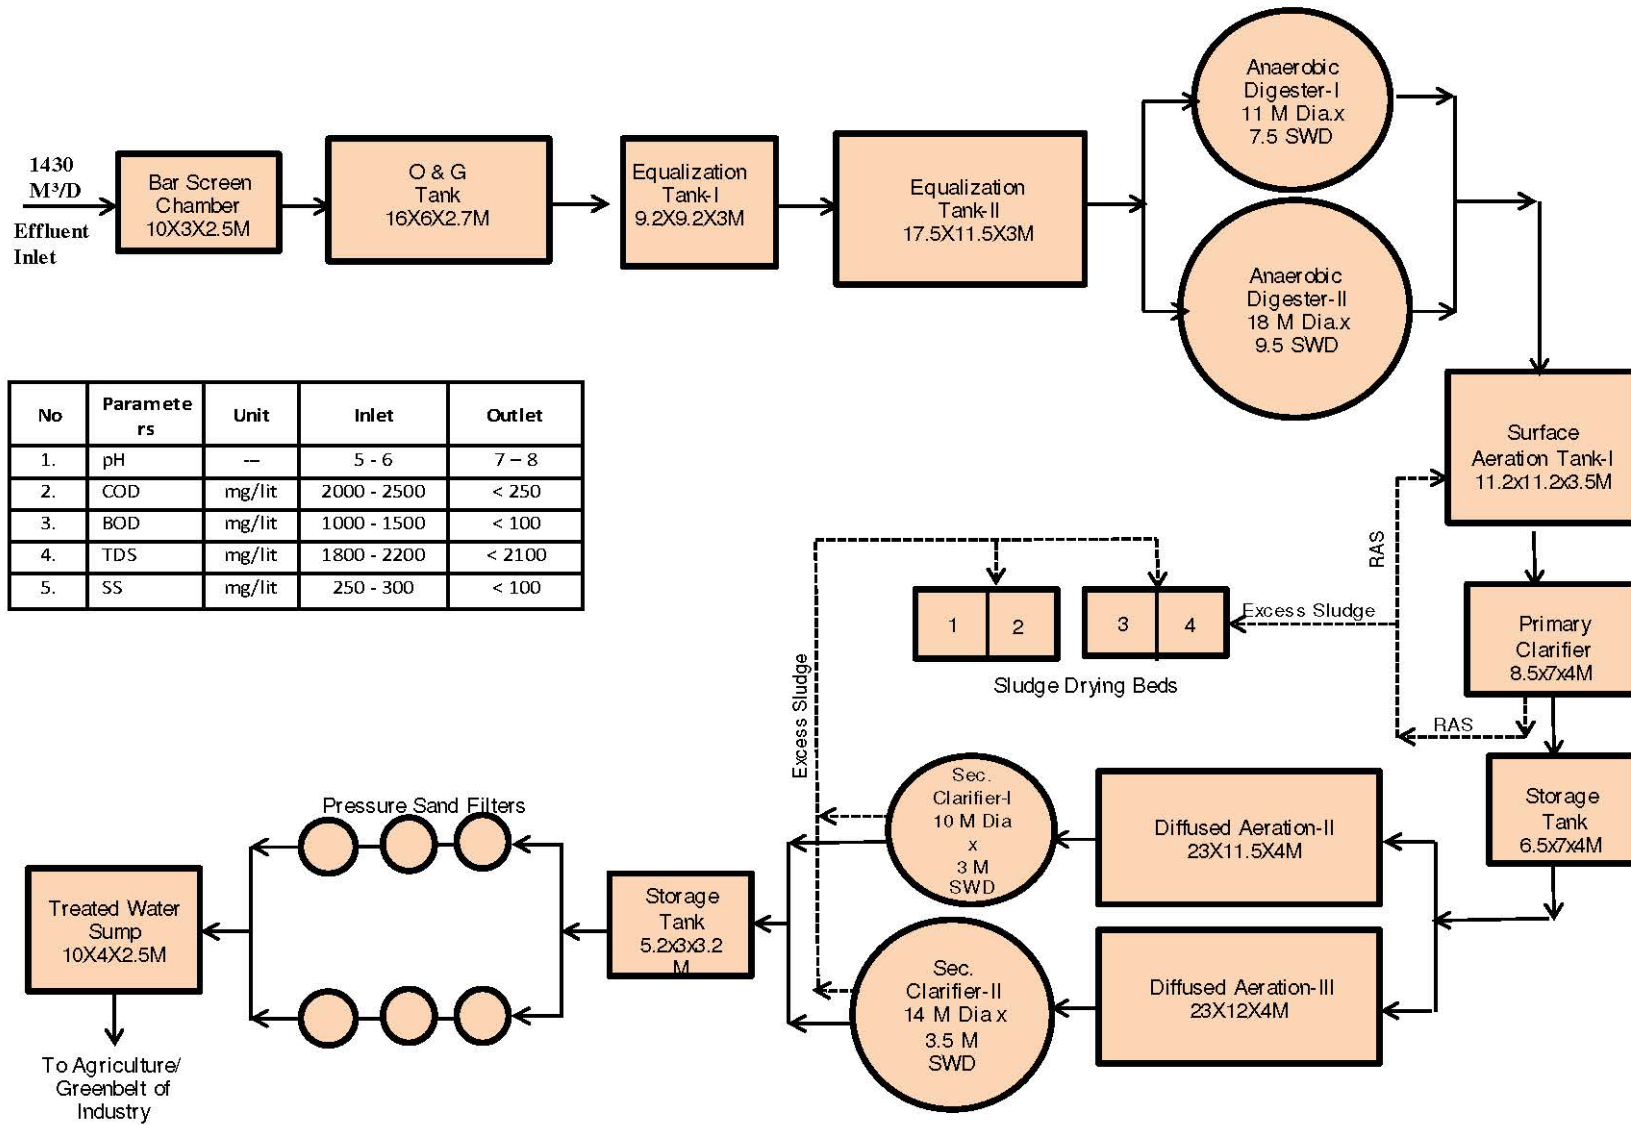 1430
M³/D
Effluent
Inlet
Bar Screen
Chamber
10X3X2.5M
O & G
Tank
16X6X2.7M
Equalization
Tank-I
9.2X9.2X3M
Equalization
Tank-II
17.5X11.5X3M
Anaerobic
Digester-I
11 M Dia.x
7.5 SWD
Anaerobic
Digester-II
18 M Dia.x
9.5 SWD
No Paramete Unit Inlet Outlet
rs
1. pH --- 5 - 6 7 – 8
2. COD mg/lit 2000 - 2500 < 250
3. BOD mg/lit 1000 - 1500 < 100
4. TDS mg/lit 1800 - 2200 < 2100
5. SS mg/lit 250 - 300 < 100
Surface
Aeration Tank-I
11.2x11.2x3.5M
RAS
Primary
Clarifier
8.5x7x4M
RAS
Excess Sludge
1 2 3 4
Sludge Drying Beds
Excess Sludge
Storage
Tank
6.5x7x4M
Diffused Aeration-II
23X11.5X4M
Diffused Aeration-III
23X12X4M
Sec.
Clarifier-I
10 M Dia
x
3 M
SWD
Sec.
Clarifier-II
14 M Dia x
3.5 M
SWD
Storage
Tank
5.2x3x3.2
M
Pressure Sand Filters
Treated Water
Sump
10X4X2.5M
To Agriculture/
Greenbelt of
Industry